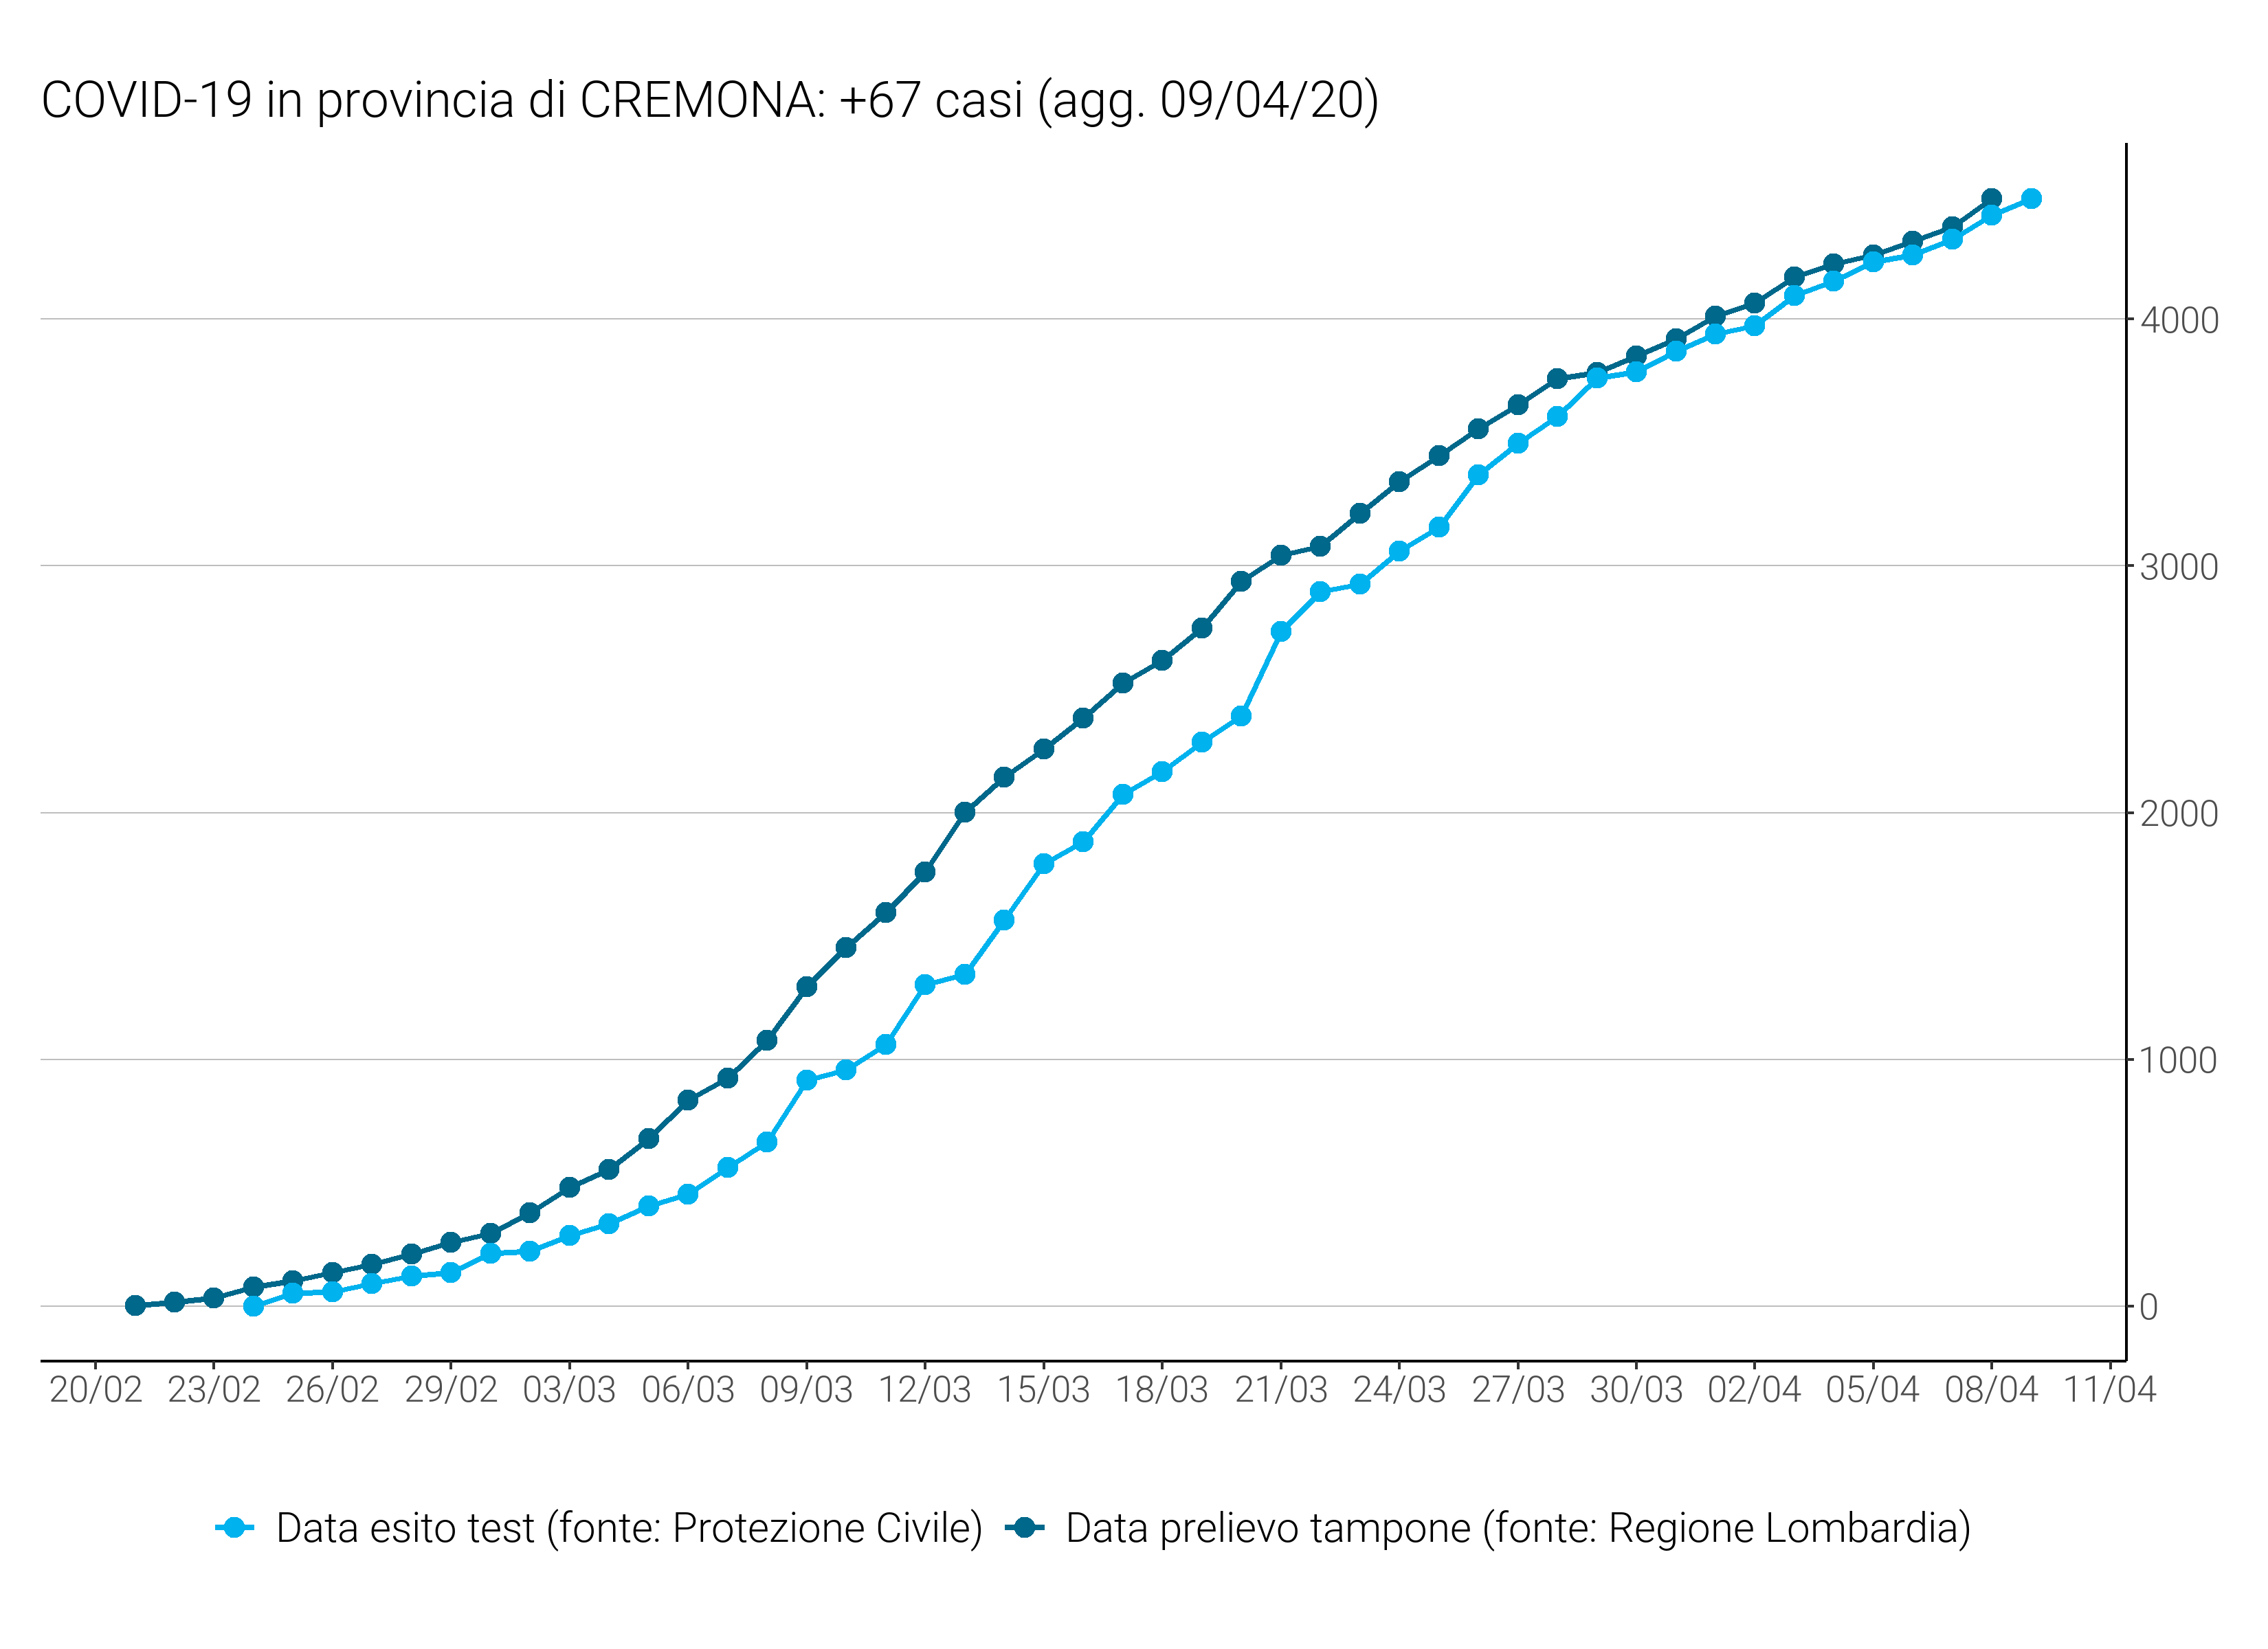 COVID-19 in provincia di CREMONA: +67 casi (agg. 09/04/20)
4000
3000
2000
1000
0
20/02 23/02 26/02 29/02 03/03 06/03 09/03 12/03 15/03 18/03 21/03 24/03 27/03 30/03 02/04 05/04 08/04 11/04
Data esito test (fonte: Protezione Civile) Data prelievo tampone (fonte: Regione Lombardia)